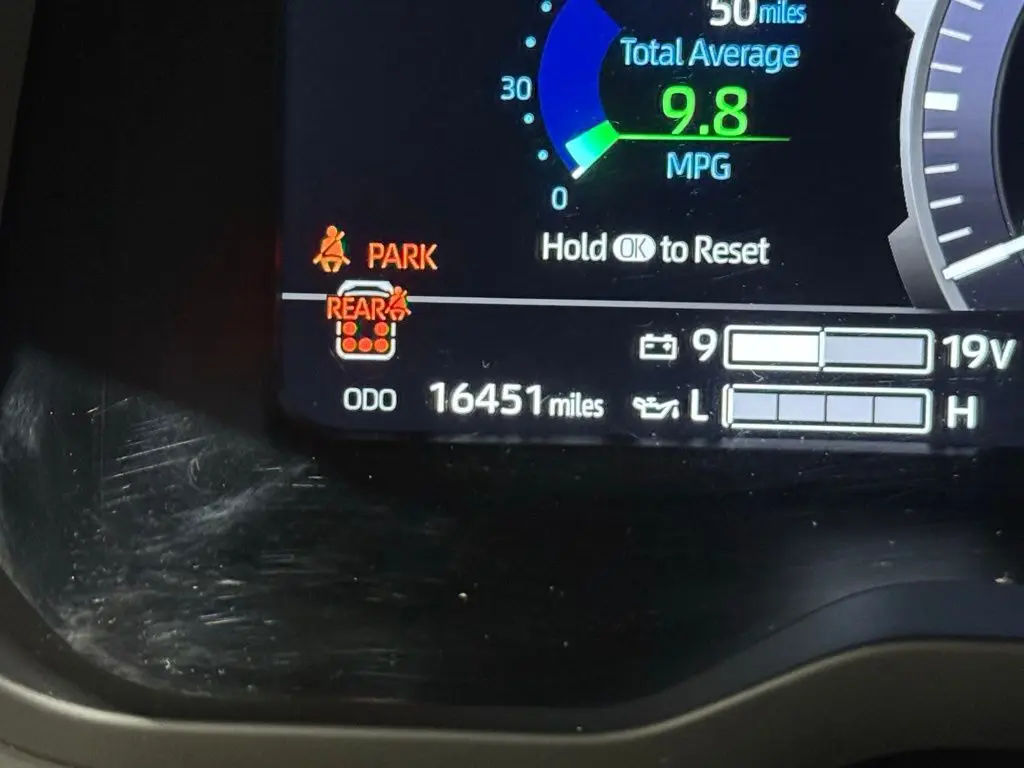 50 miles
Total Average
30
9.8
MPG
0
Hold OK to Reset
PARK
REAR
9 19V
ODO 16451 miles L H